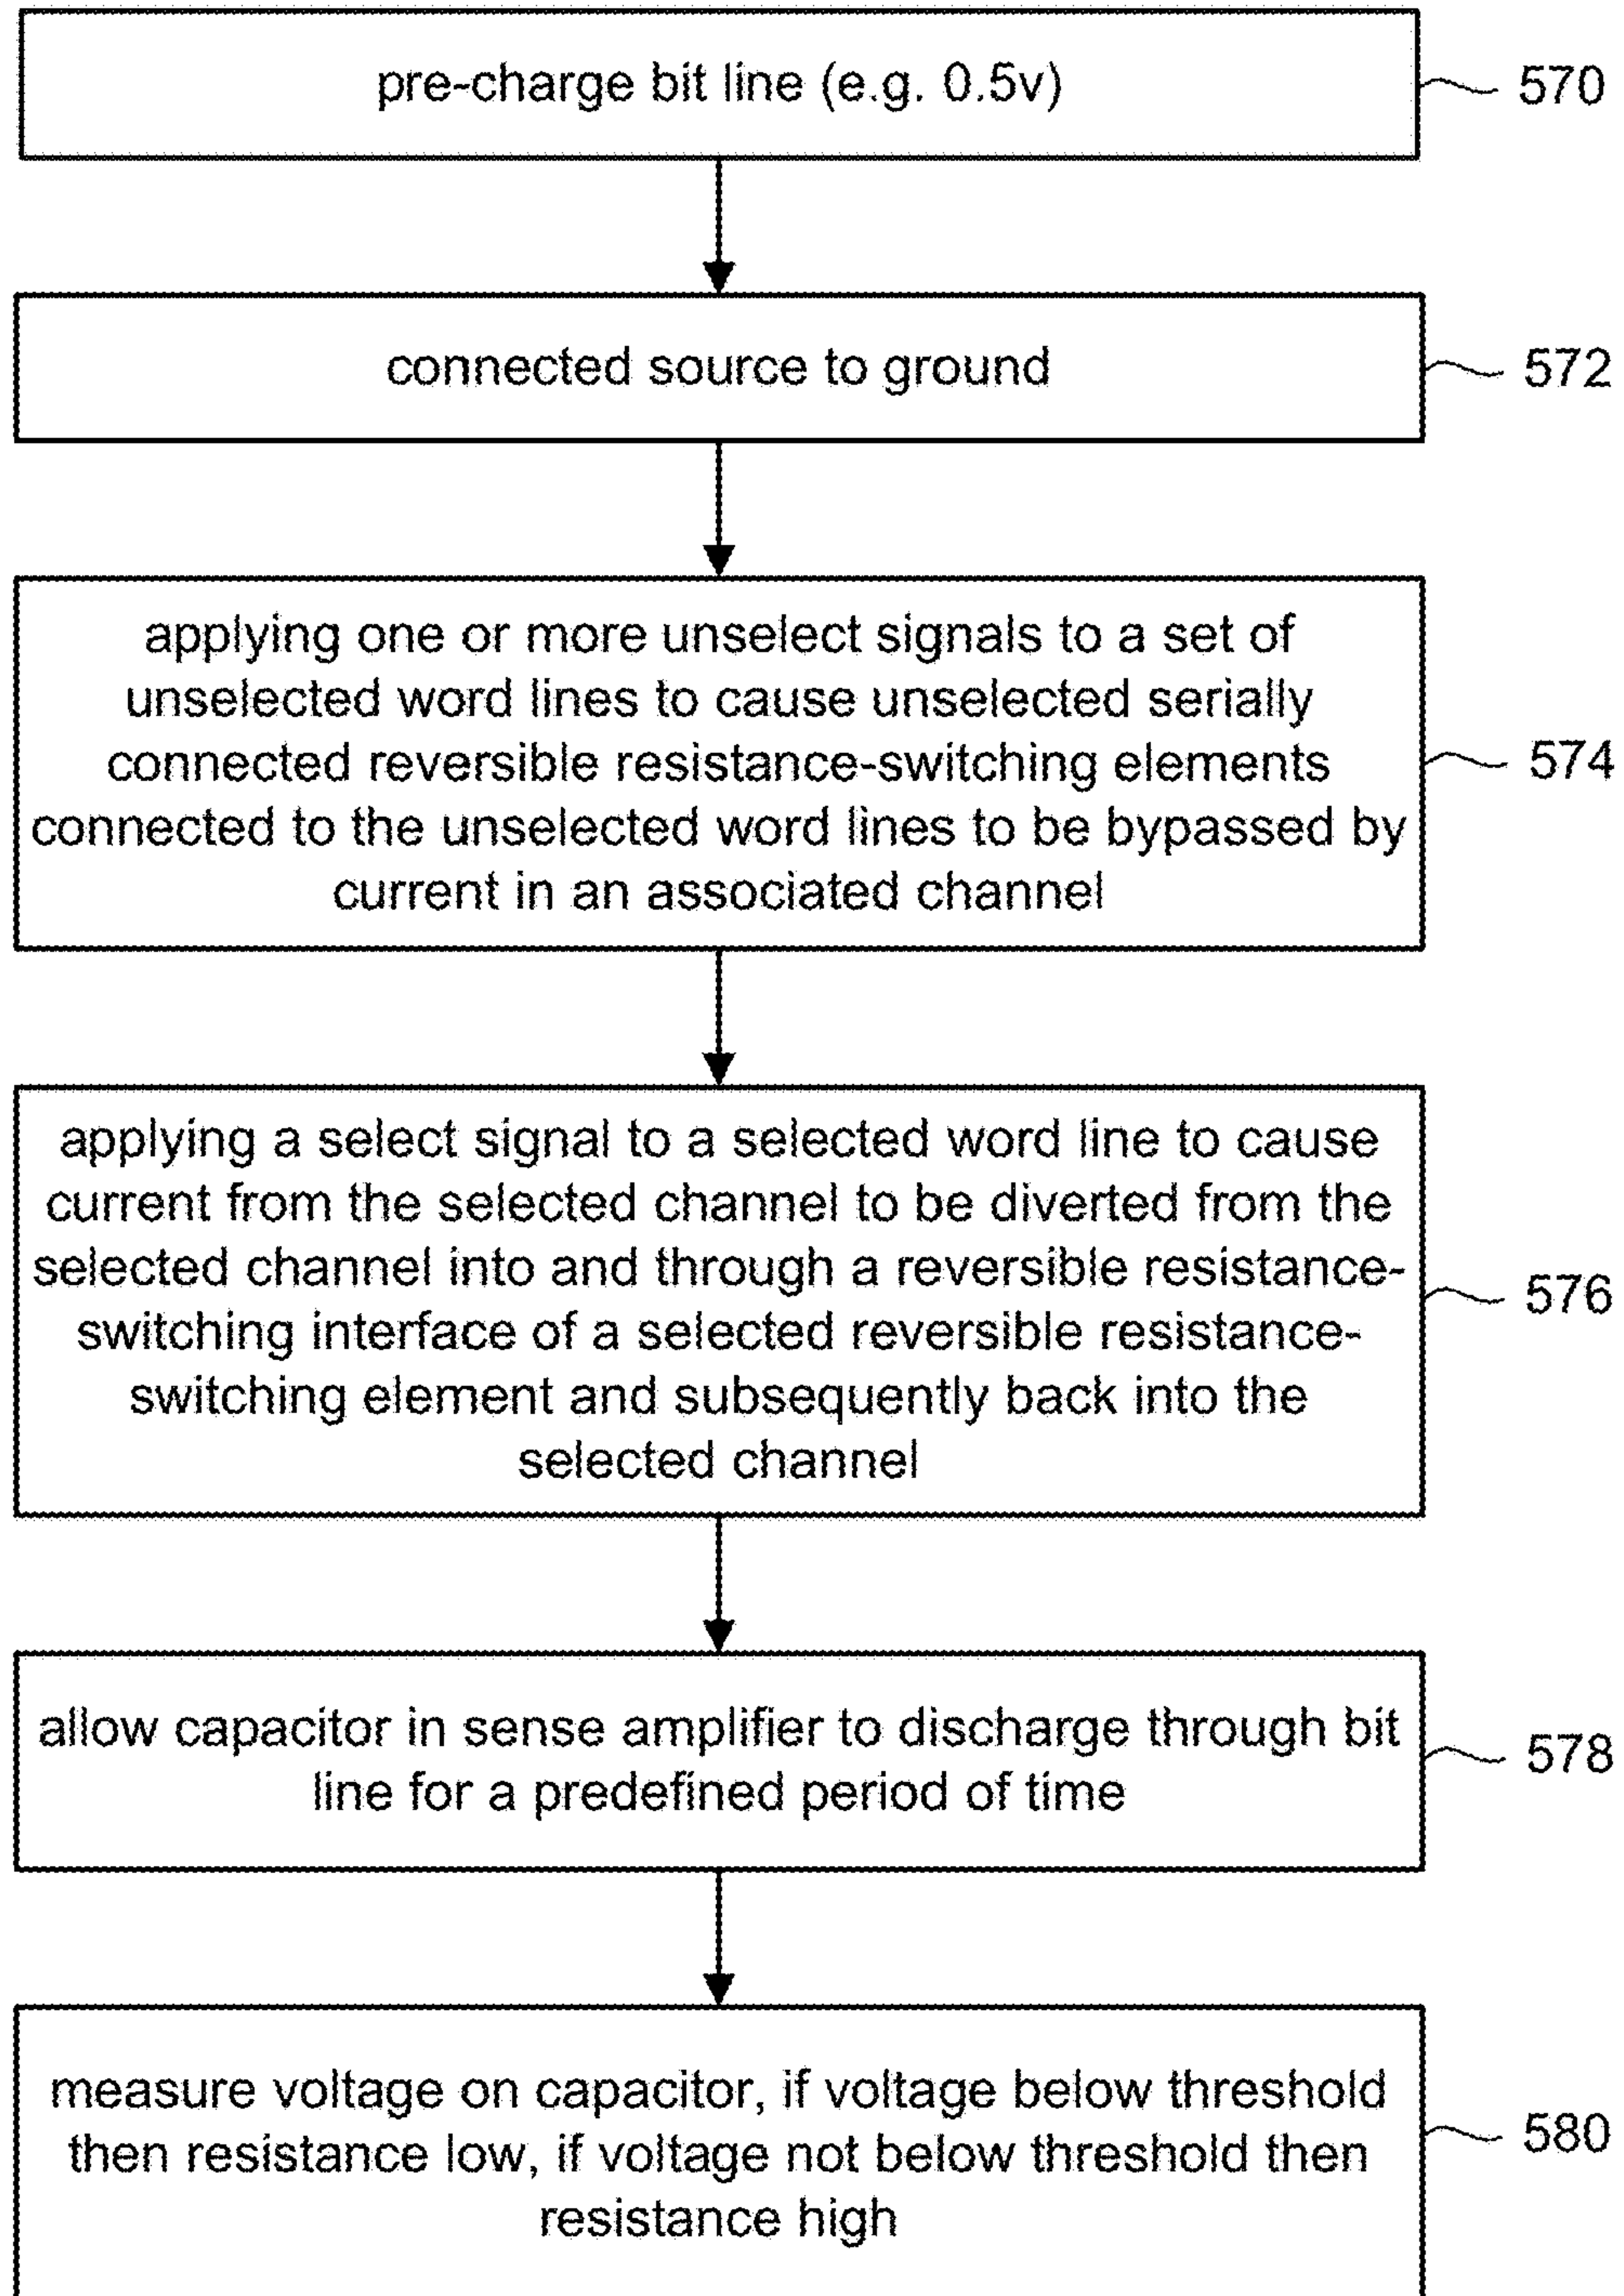 pre-charge bit line (e.g. 0.5v)
570
connected source to ground
572
applying one or more unselect signals to a set of
unselected word lines to cause unselected serially
connected reversible resistance-switching elements
connected to the unselected word lines to be bypassed by
current in an associated channel
574
applying a select signal to a selected word line to cause
current from the selected channel to be diverted from the
selected channel into and through a reversible resistance-
switching interface of a selected reversible resistance-
switching element and subsequently back into the
selected channel
576
allow capacitor in sense amplifier to discharge through bit
line for a predefined period of time
578
measure voltage on capacitor, if voltage below threshold
then resistance low, if voltage not below threshold then
resistance high
580